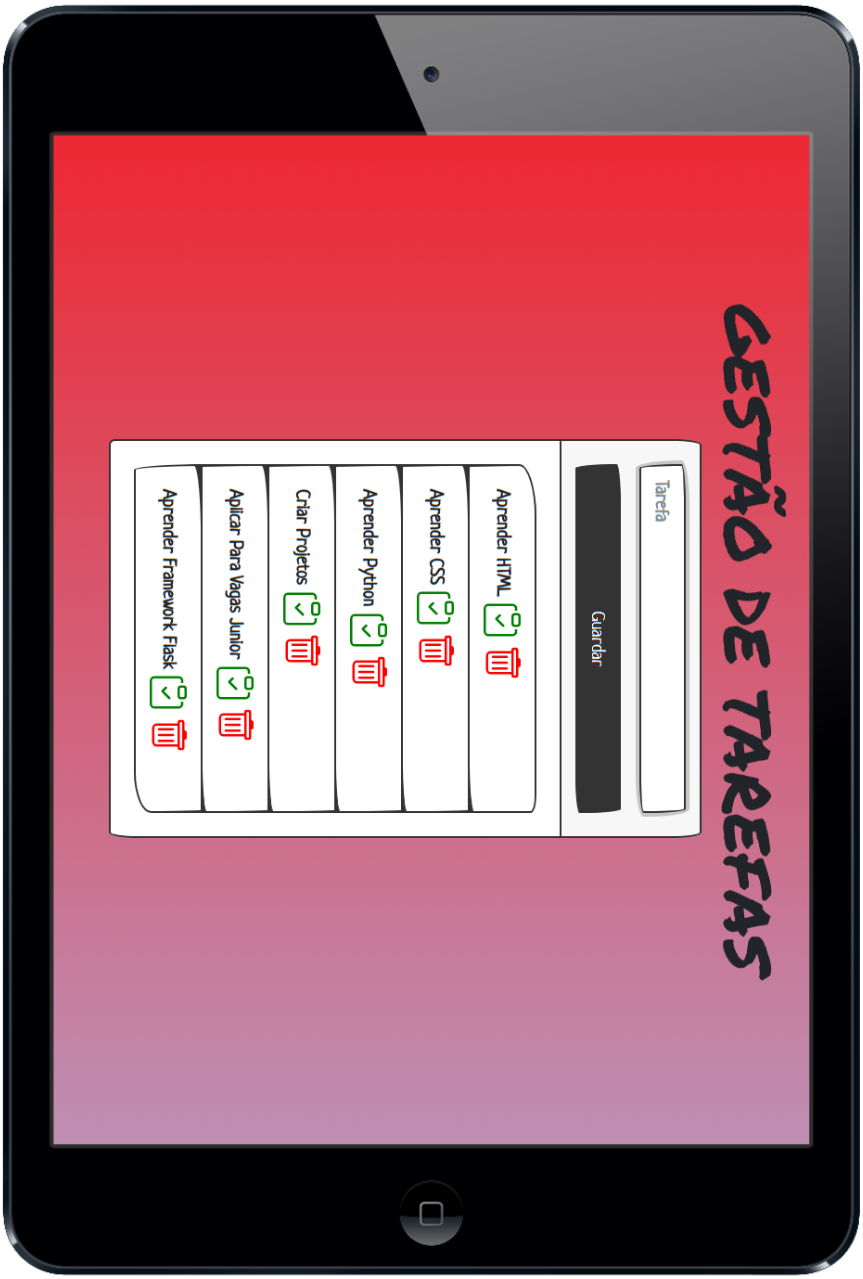 GESTÃO DE TAREFAS
Tarefa
Guardar
Aprender HTML
Aprender CSS
Aprender Python
Criar Projetos
Aplicar Para Vagas Junior
Aprender Framework Flask